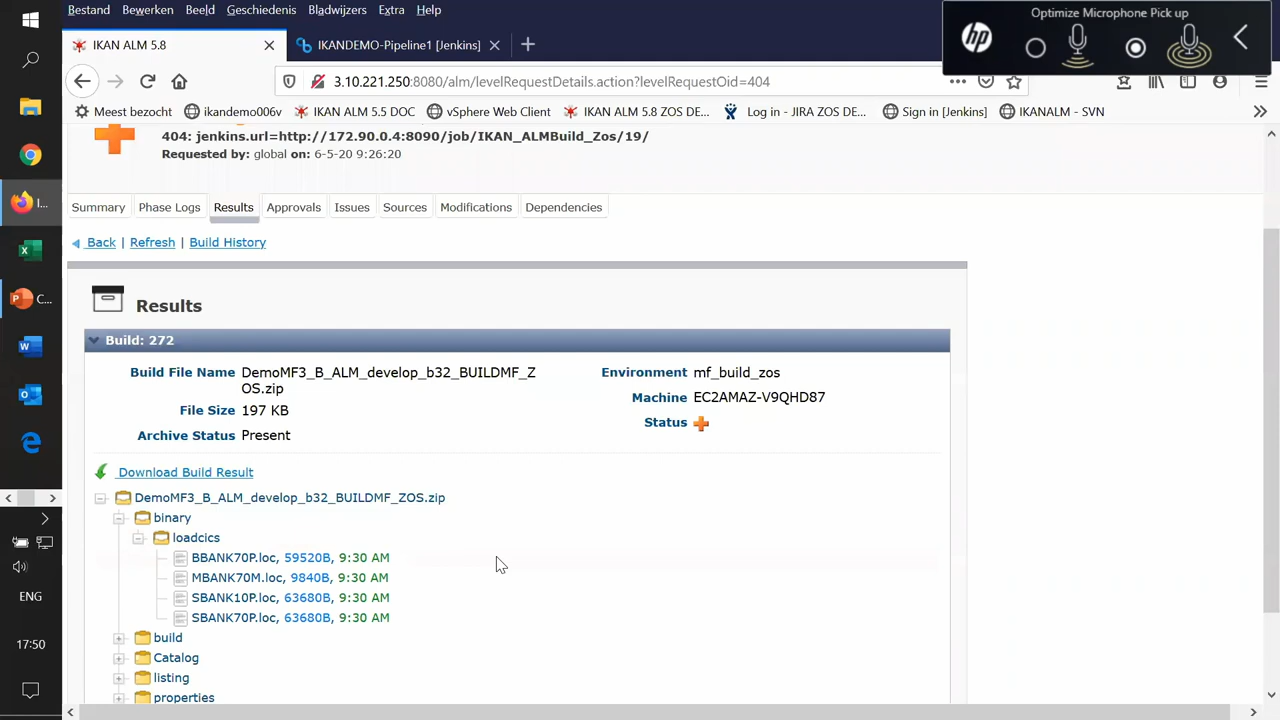 Bestand Bewerken Beeld Geschiedenis Bladwijzers Extra Help
Optimize Microphone Pick up
hp
IKAN ALM 5.8
IKANDEMO-Pipeline1 [Jenkins]
3.10.221.250:8080/alm/levelRequestDetails.action?levelRequestOid=404
Meest bezocht ikandemo006v IKAN ALM 5.5 DOC vSphere Web Client IKAN ALM 5.8 ZOS DE... Log in - JIRA ZOS DE... Sign in [Jenkins] IKANALM - SVN
404: jenkins.url=http://172.90.0.4:8090/job/IKAN_ALMBuild_Zos/19/
Requested by: global on: 6-5-20 9:26:20
Summary Phase Logs Results Approvals Issues Sources Modifications Dependencies
Back | Refresh | Build History
Results
Build: 272
Build File Name DemoMF3_B_ALM_develop_b32_BUILDMF_Z
OS.zip
File Size 197 KB
Archive Status Present
Environment mf_build_zos
Machine EC2AMAZ-V9QHD87
Status
Download Build Result
DemoMF3_B_ALM_develop_b32_BUILDMF_ZOS.zip
binary
loadcics
BBANK70P.loc, 59520B, 9:30 AM
MBANK70M.loc, 9840B, 9:30 AM
SBANK10P.loc, 63680B, 9:30 AM
SBANK70P.loc, 63680B, 9:30 AM
build
Catalog
listing
properties
I...
C...
ENG
17:50